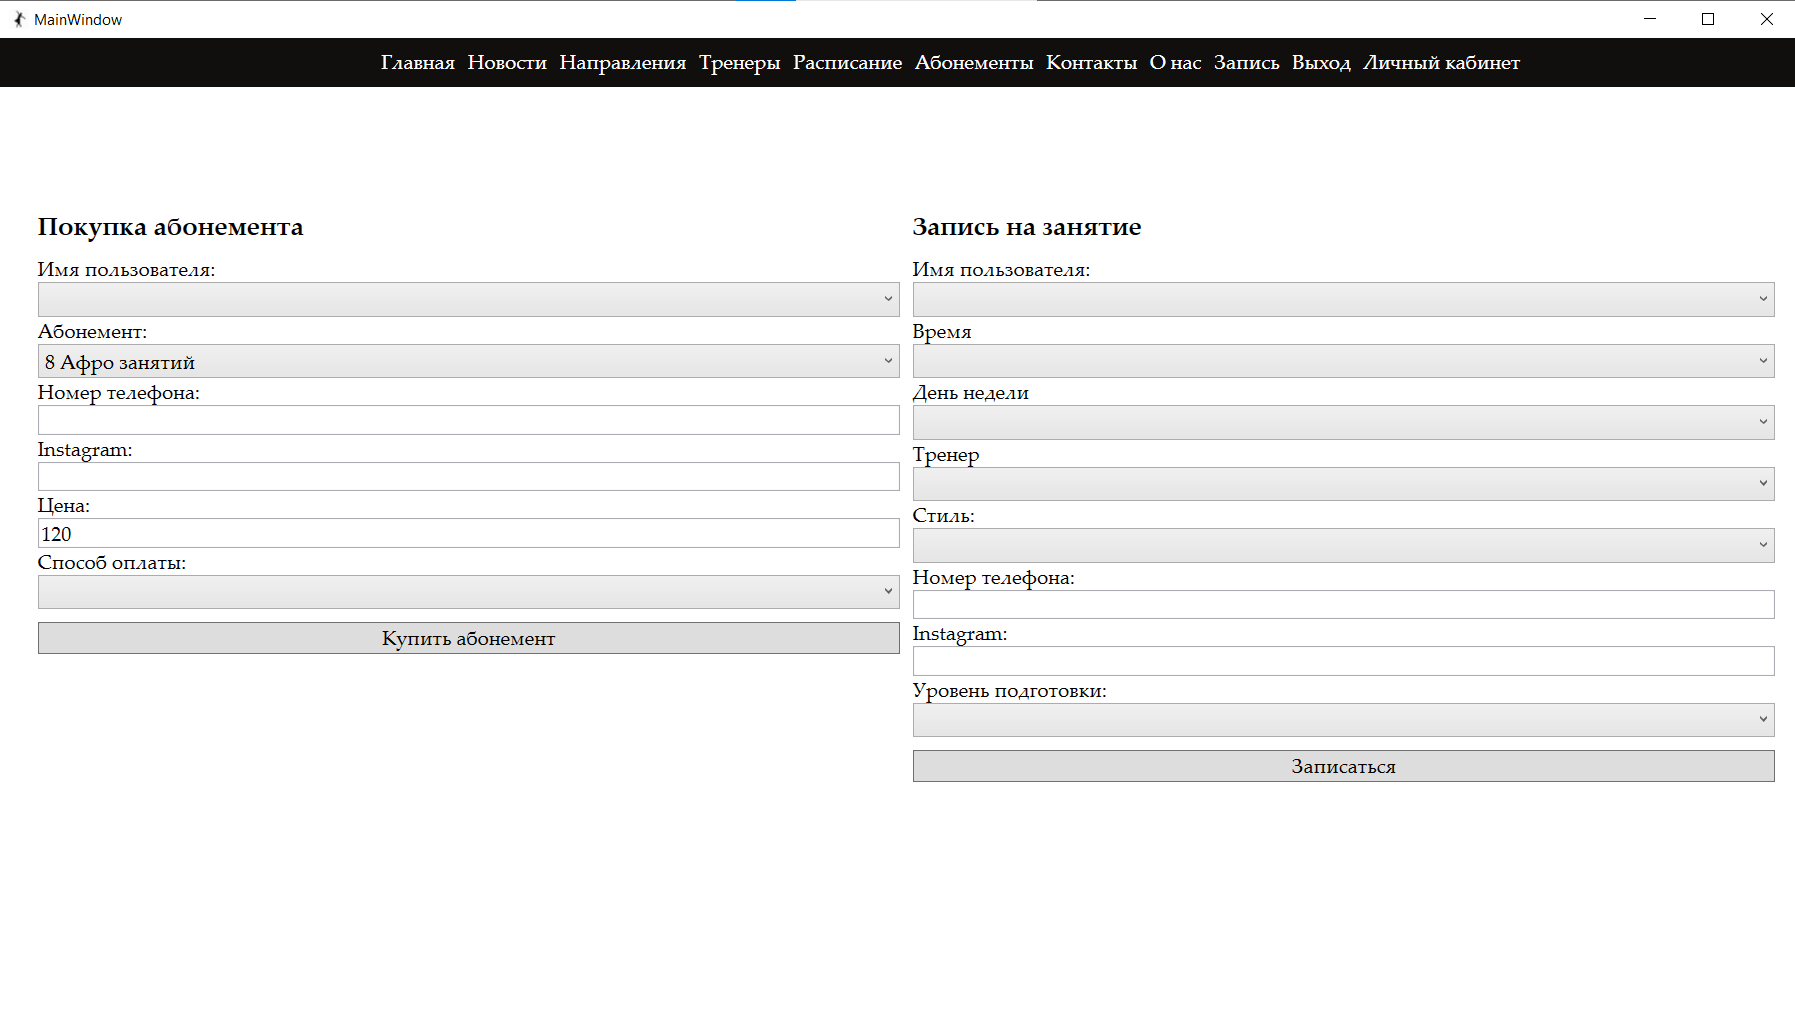 MainWindow
Главная Новости Направления Тренеры Расписание Абонементы Контакты О нас Запись Выход Личный кабинет
Покупка абонемента
Имя пользователя:
Абонемент:
8 Афро занятий
Номер телефона:
Instagram:
Цена:
120
Способ оплаты:
Купить абонемент
Запись на занятие
Имя пользователя:
Время
День недели
Тренер
Стиль:
Номер телефона:
Instagram:
Уровень подготовки:
Записаться